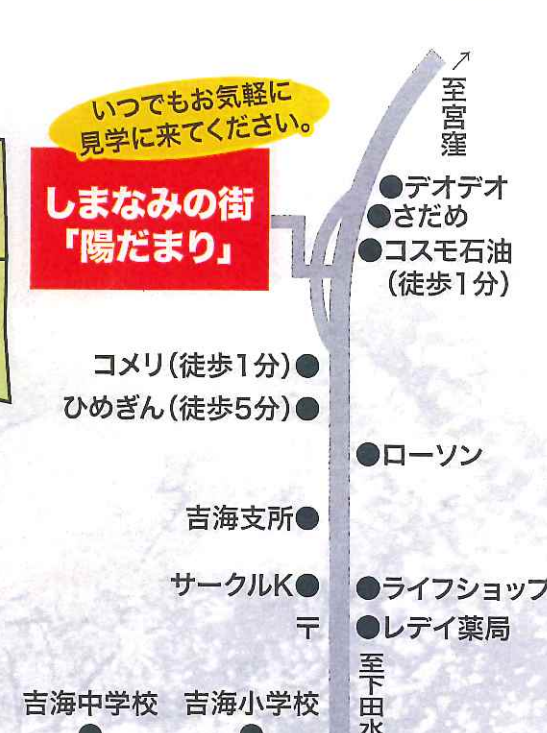 いつでもお気軽に
見学に来てください。
しまなみの街
「陽だまり」
至宮窪
●デオデオ
●さだめ
●コスモ石油
(徒歩1分)
コメリ(徒歩1分)●
ひめぎん(徒歩5分)●
●ローソン
吉海支所●
サークルK●
●ライフショップ
〒
●レデイ薬局
至下田水
吉海中学校
吉海小学校